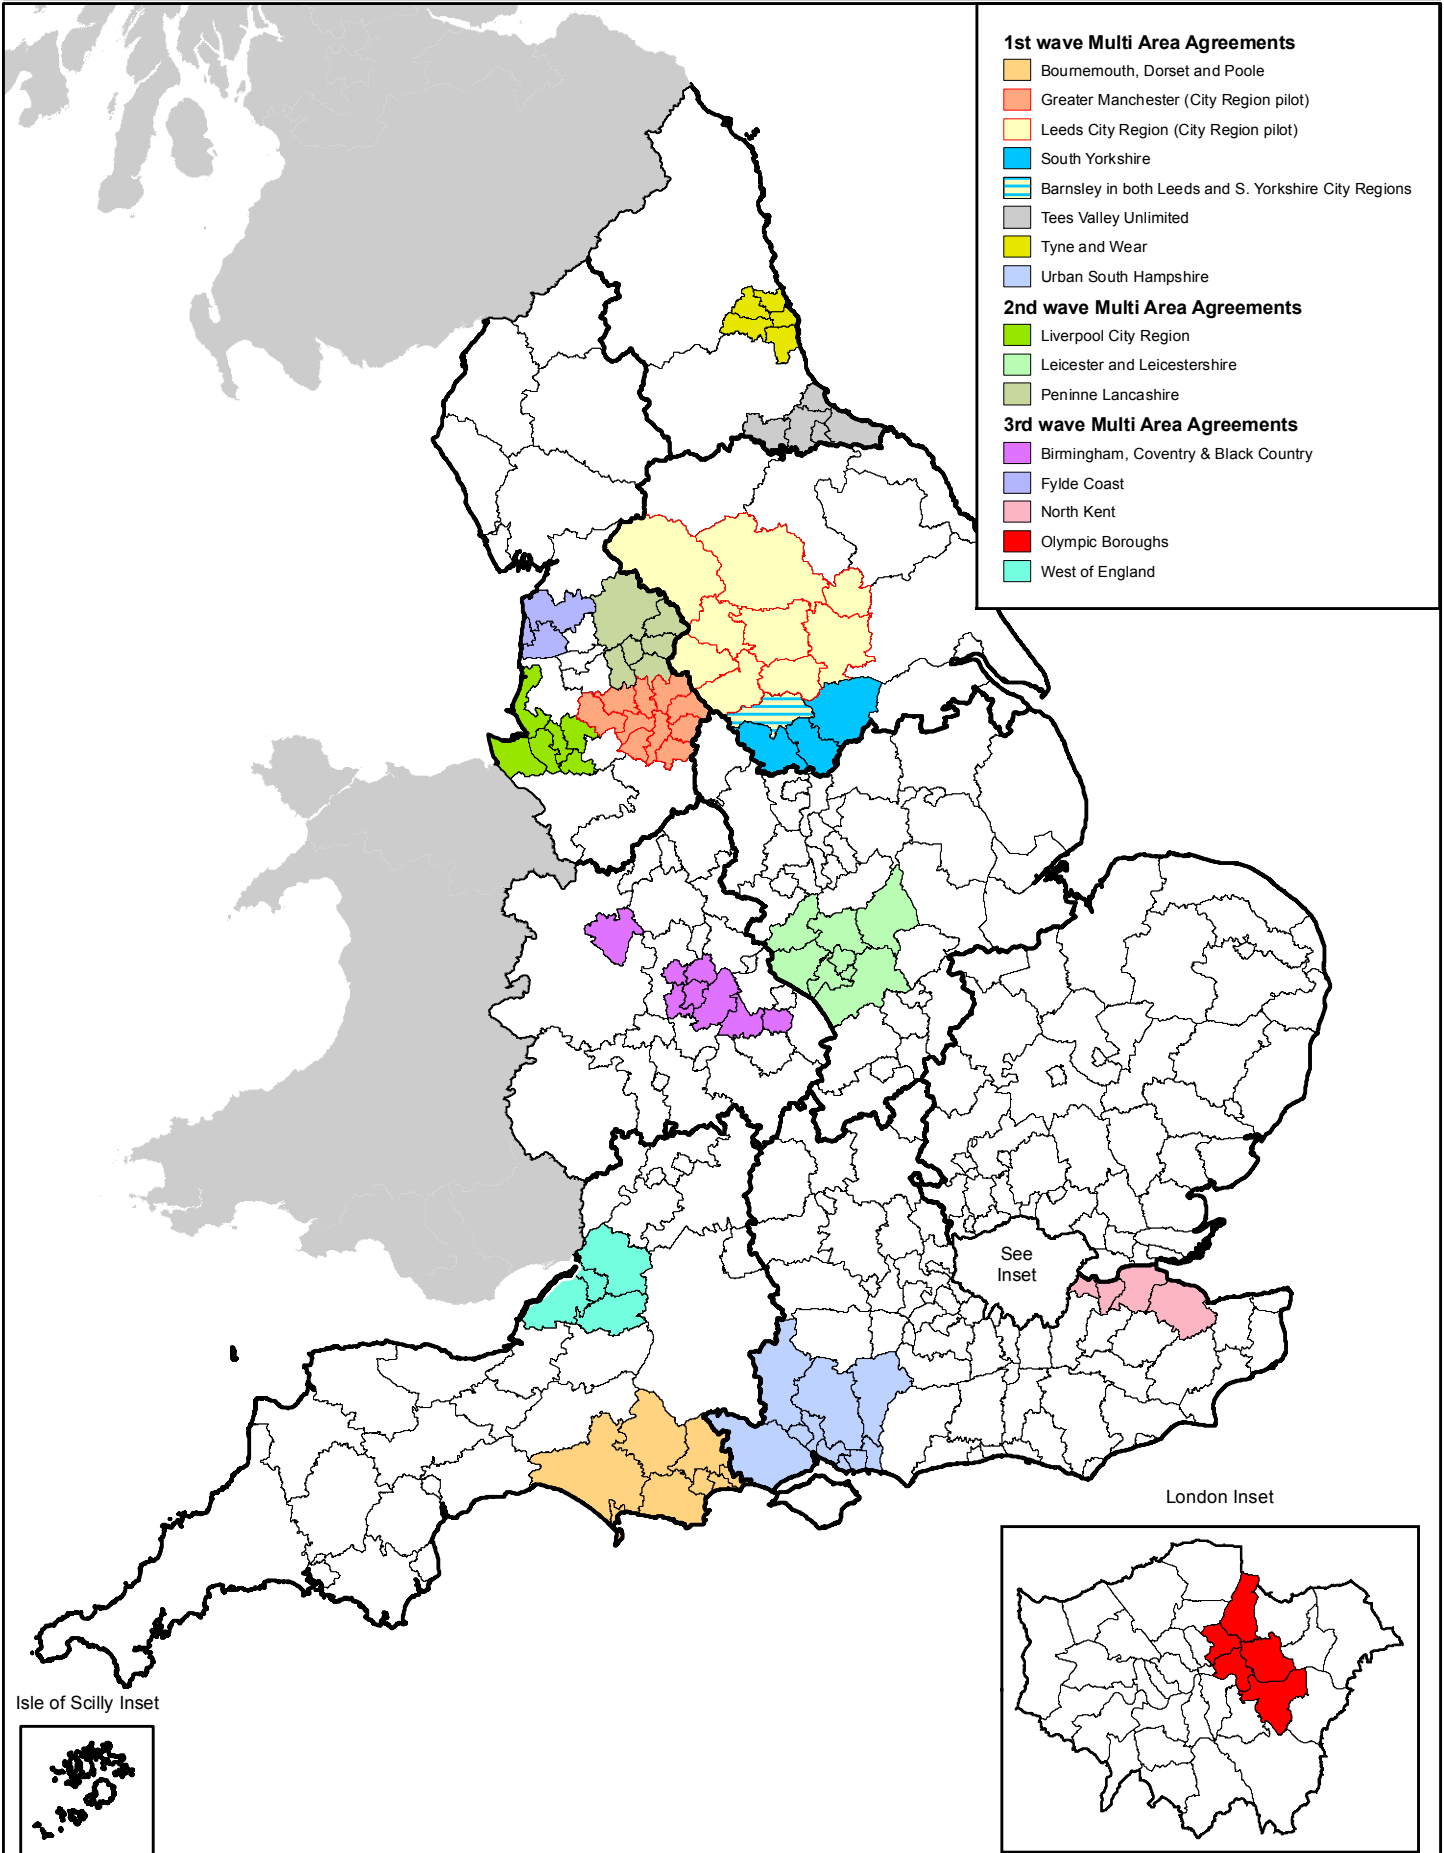 1st wave Multi Area Agreements
Bournemouth, Dorset and Poole
Greater Manchester (City Region pilot)
Leeds City Region (City Region pilot)
South Yorkshire
Barnsley in both Leeds and S. Yorkshire City Regions
Tees Valley Unlimited
Tyne and Wear
Urban South Hampshire
2nd wave Multi Area Agreements
Liverpool City Region
Leicester and Leicestershire
Peninne Lancashire
3rd wave Multi Area Agreements
Birmingham, Coventry & Black Country
Fylde Coast
North Kent
Olympic Boroughs
West of England
See
Inset
London Inset
Isle of Scilly Inset